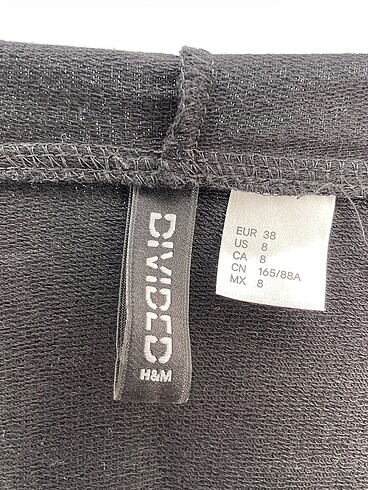 DIVIDED
H&M
EUR 38
US 8
CA 8
CN 165/88A
MX 8